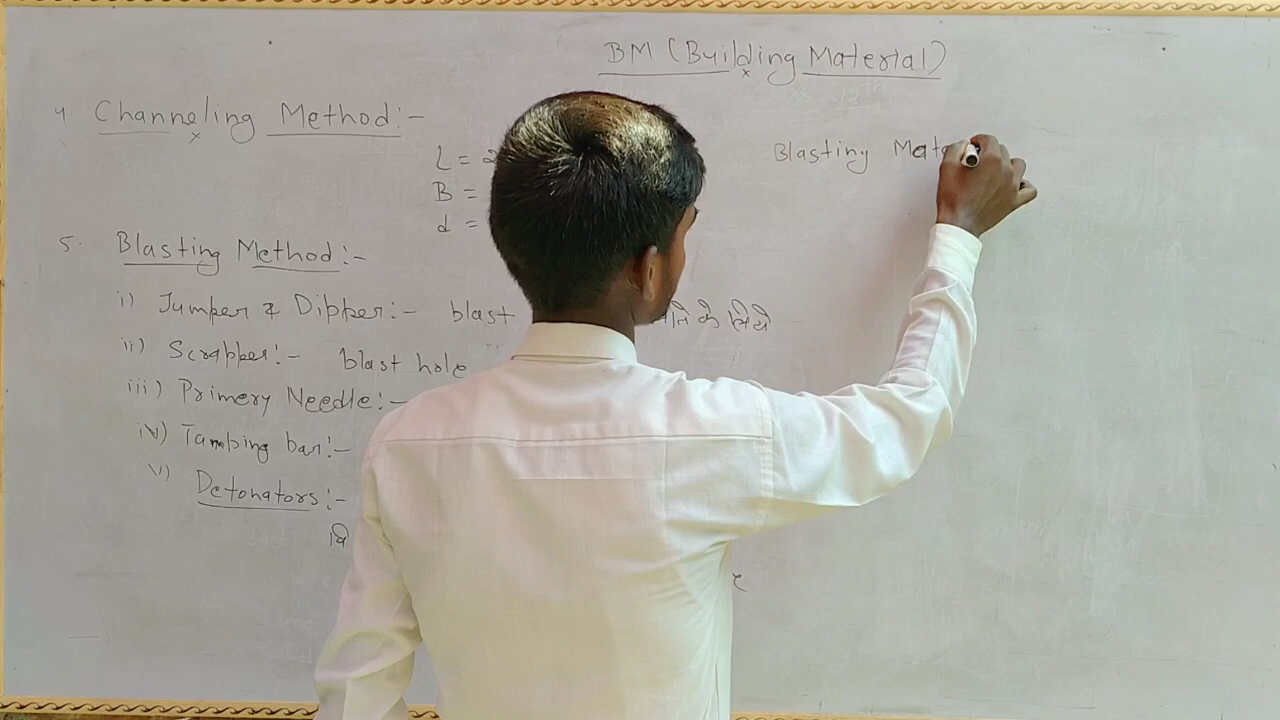 BM (Building Material)
4. Channeling Method:-
L = 2
B =
d =
5. Blasting Method:-
i) Jumper & Dipper:- blast के लिये
ii) Scrapper:- blast hole
iii) Primery Needle:-
iv) Tamping bar:-
v) Detonators:-
वि
Blasting Mate